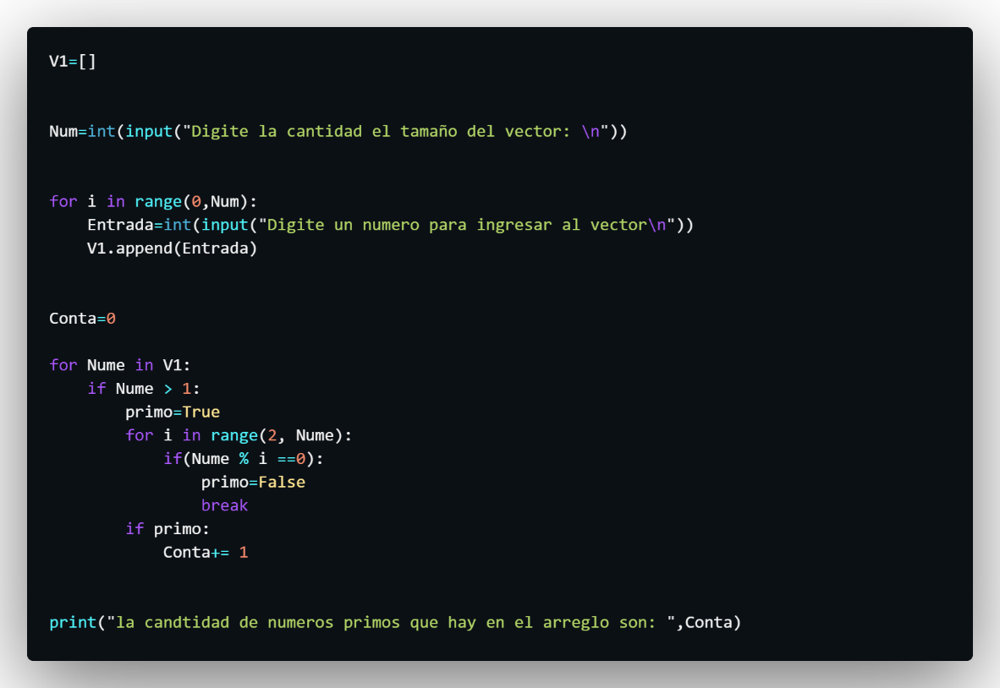 V1=[]
Num=int(input("Digite la cantidad el tamaño del vector: \n"))
for i in range(0,Num):
    Entrada=int(input("Digite un numero para ingresar al vector\n"))
    V1.append(Entrada)
Conta=0
for Nume in V1:
    if Nume > 1:
        primo=True
        for i in range(2, Nume):
            if(Nume % i ==0):
                primo=False
                break
        if primo:
            Conta+= 1
print("la candtidad de numeros primos que hay en el arreglo son: ",Conta)